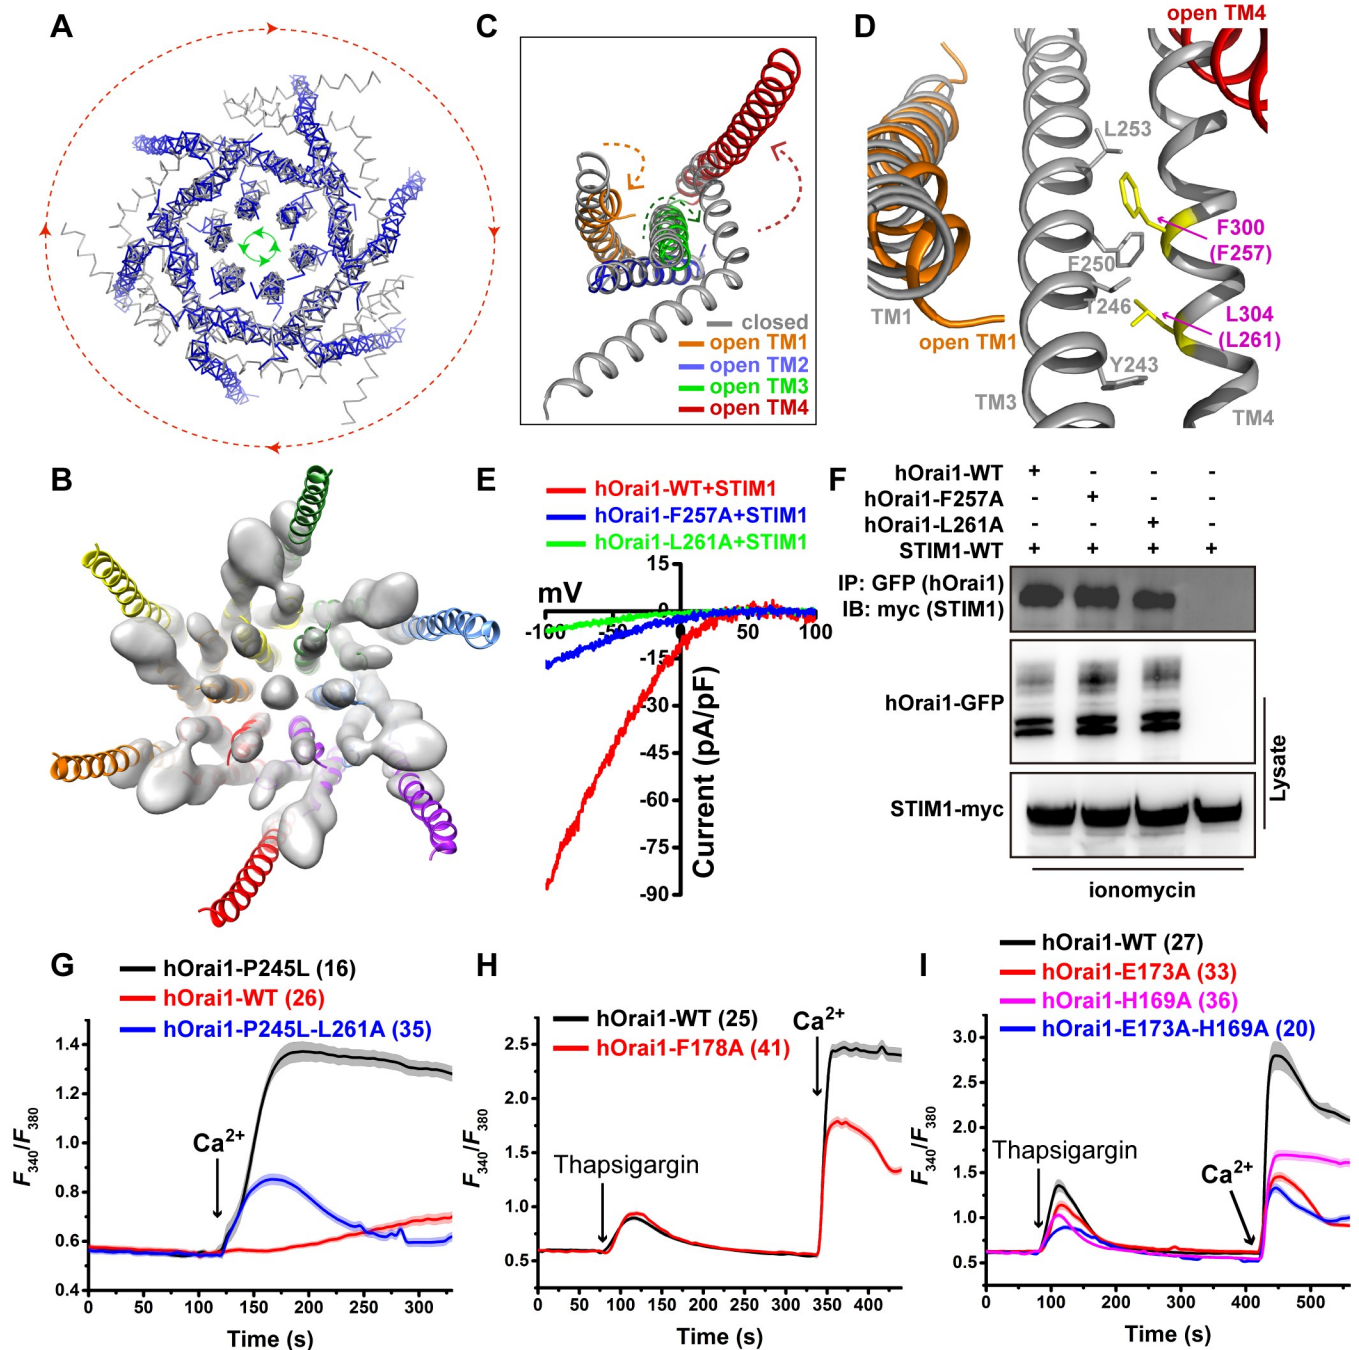 A
C
closed
open TM1
open TM2
open TM3
open TM4
D
open TM4
L253
F300
(F257)
F250
T246
L304
(L261)
TM1
open TM1
Y243
TM3
TM4
B
E
hOrai1-WT+STIM1
hOrai1-F257A+STIM1
hOrai1-L261A+STIM1
mV
15
0
-100
-50
0
50
100
-15
-30
-45
-60
-75
-90
Current (pA/pF)
F
hOrai1-WT + - - -
hOrai1-F257A - + - -
hOrai1-L261A - - + -
STIM1-WT + + + +
IP: GFP (hOrai1)
IB: myc (STIM1)
hOrai1-GFP
STIM1-myc
Lysate
ionomycin
G
hOrai1-P245L (16)
hOrai1-WT (26)
hOrai1-P245L-L261A (35)
Ca2+
F340/F380
1.4
1.2
1.0
0.8
0.6
0.4
0 50 100 150 200 250 300
Time (s)
H
hOrai1-WT (25)
hOrai1-F178A (41)
Ca2+
Thapsigargin
F340/F380
2.5
2.0
1.5
1.0
0.5
0 100 200 300 400
Time (s)
I
hOrai1-WT (27)
hOrai1-E173A (33)
hOrai1-H169A (36)
hOrai1-E173A-H169A (20)
Thapsigargin
Ca2+
F340/F380
3.0
2.5
2.0
1.5
1.0
0.5
0 100 200 300 400 500
Time (s)